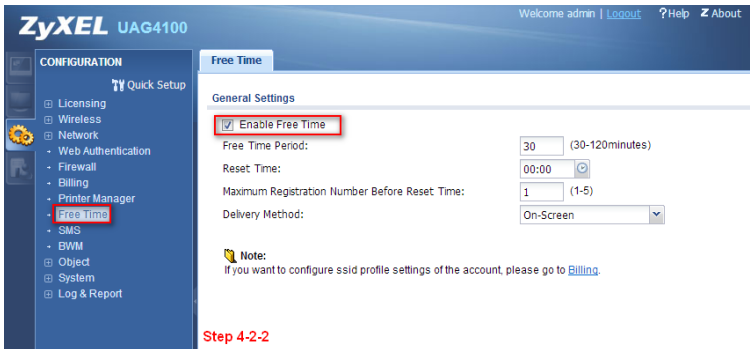 ZyXEL UAG4100
Welcome admin | Logout ?Help Z About
CONFIGURATION
Quick Setup
Licensing
Wireless
Network
Web Authentication
Firewall
Billing
Printer Manager
Free Time
SMS
BWM
Object
System
Log & Report
Free Time
General Settings
Enable Free Time
Free Time Period: 30 (30-120minutes)
Reset Time: 00:00
Maximum Registration Number Before Reset Time: 1 (1-5)
Delivery Method: On-Screen
Note:
If you want to configure ssid profile settings of the account, please go to Billing.
Step 4-2-2